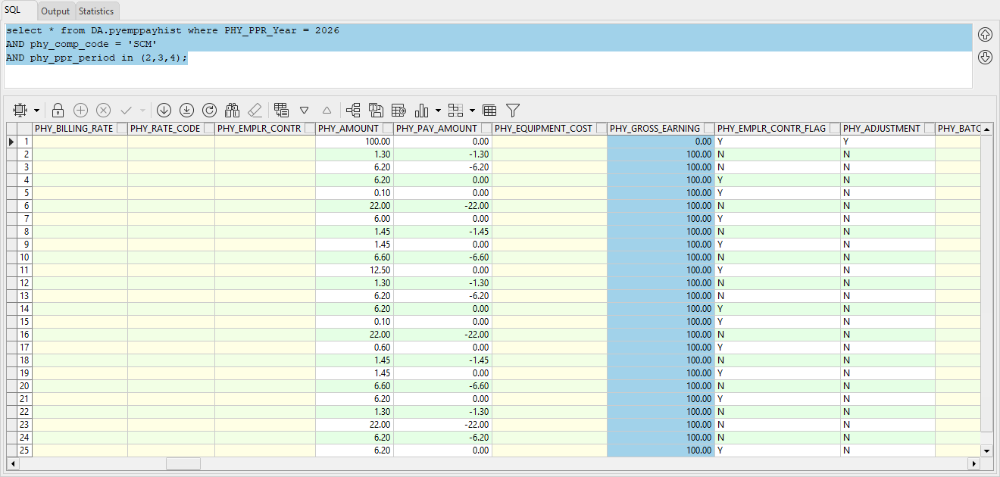 SQL Output Statistics
select * from DA.pyemppayhist where PHY_PPR_Year = 2026
AND phy_comp_code = 'SCM'
AND phy_ppr_period in (2,3,4);
PHY_BILLING_RATE PHY_RATE_CODE PHY_EMPLR_CONTR PHY_AMOUNT PHY_PAY_AMOUNT PHY_EQUIPMENT_COST PHY_GROSS_EARNING PHY_EMPLR_CONTR_FLAG PHY_ADJUSTMENT PHY_BATC
1 100.00 0.00 0.00 Y Y
2 1.30 -1.30 100.00 N N
3 6.20 -6.20 100.00 N N
4 6.20 0.00 100.00 Y N
5 0.10 0.00 100.00 Y N
6 22.00 -22.00 100.00 N N
7 6.00 0.00 100.00 Y N
8 1.45 -1.45 100.00 N N
9 1.45 0.00 100.00 Y N
10 6.60 -6.60 100.00 N N
11 12.50 0.00 100.00 Y N
12 1.30 -1.30 100.00 N N
13 6.20 -6.20 100.00 N N
14 6.20 0.00 100.00 Y N
15 0.10 0.00 100.00 Y N
16 22.00 -22.00 100.00 N N
17 0.60 0.00 100.00 Y N
18 1.45 -1.45 100.00 N N
19 1.45 0.00 100.00 Y N
20 6.60 -6.60 100.00 N N
21 6.20 0.00 100.00 Y N
22 1.30 -1.30 100.00 N N
23 22.00 -22.00 100.00 N N
24 6.20 -6.20 100.00 N N
25 6.20 0.00 100.00 Y N